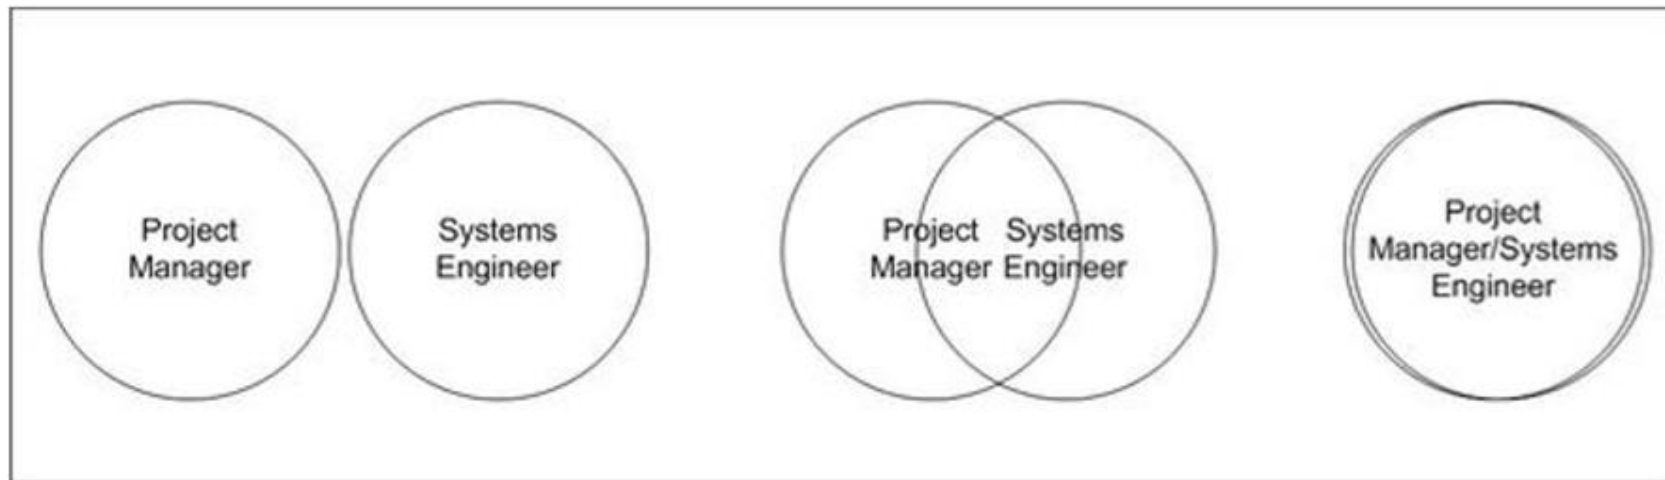 Project
Manager
Systems
Engineer
Project
Manager
Systems
Engineer
Project
Manager/Systems
Engineer